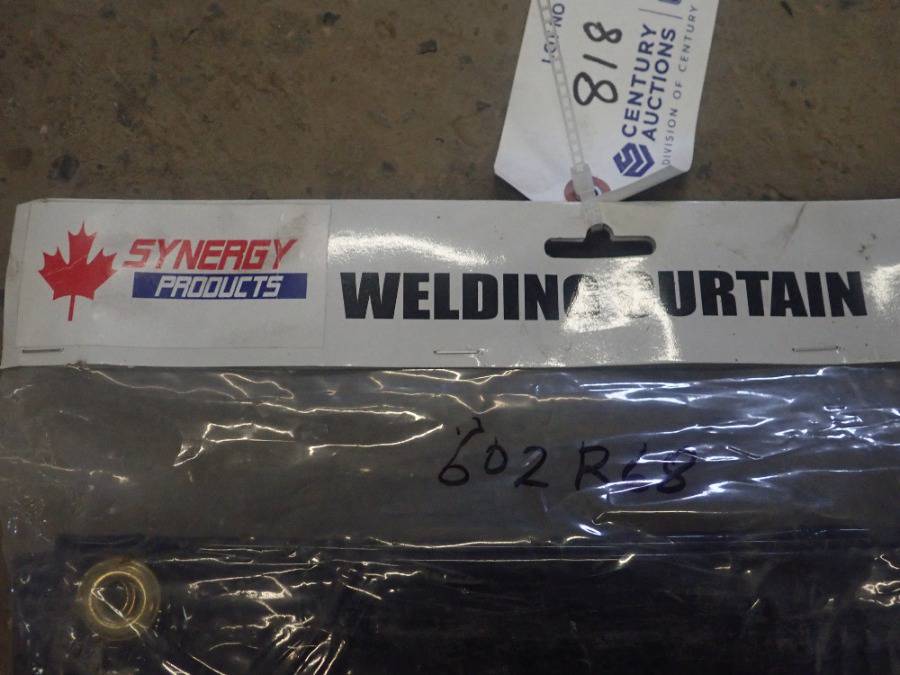 LOT NO
818
CENTURY
AUCTIONS
DIVISION OF CENTURY
SYNERGY
PRODUCTS
WELDING CURTAIN
602R68